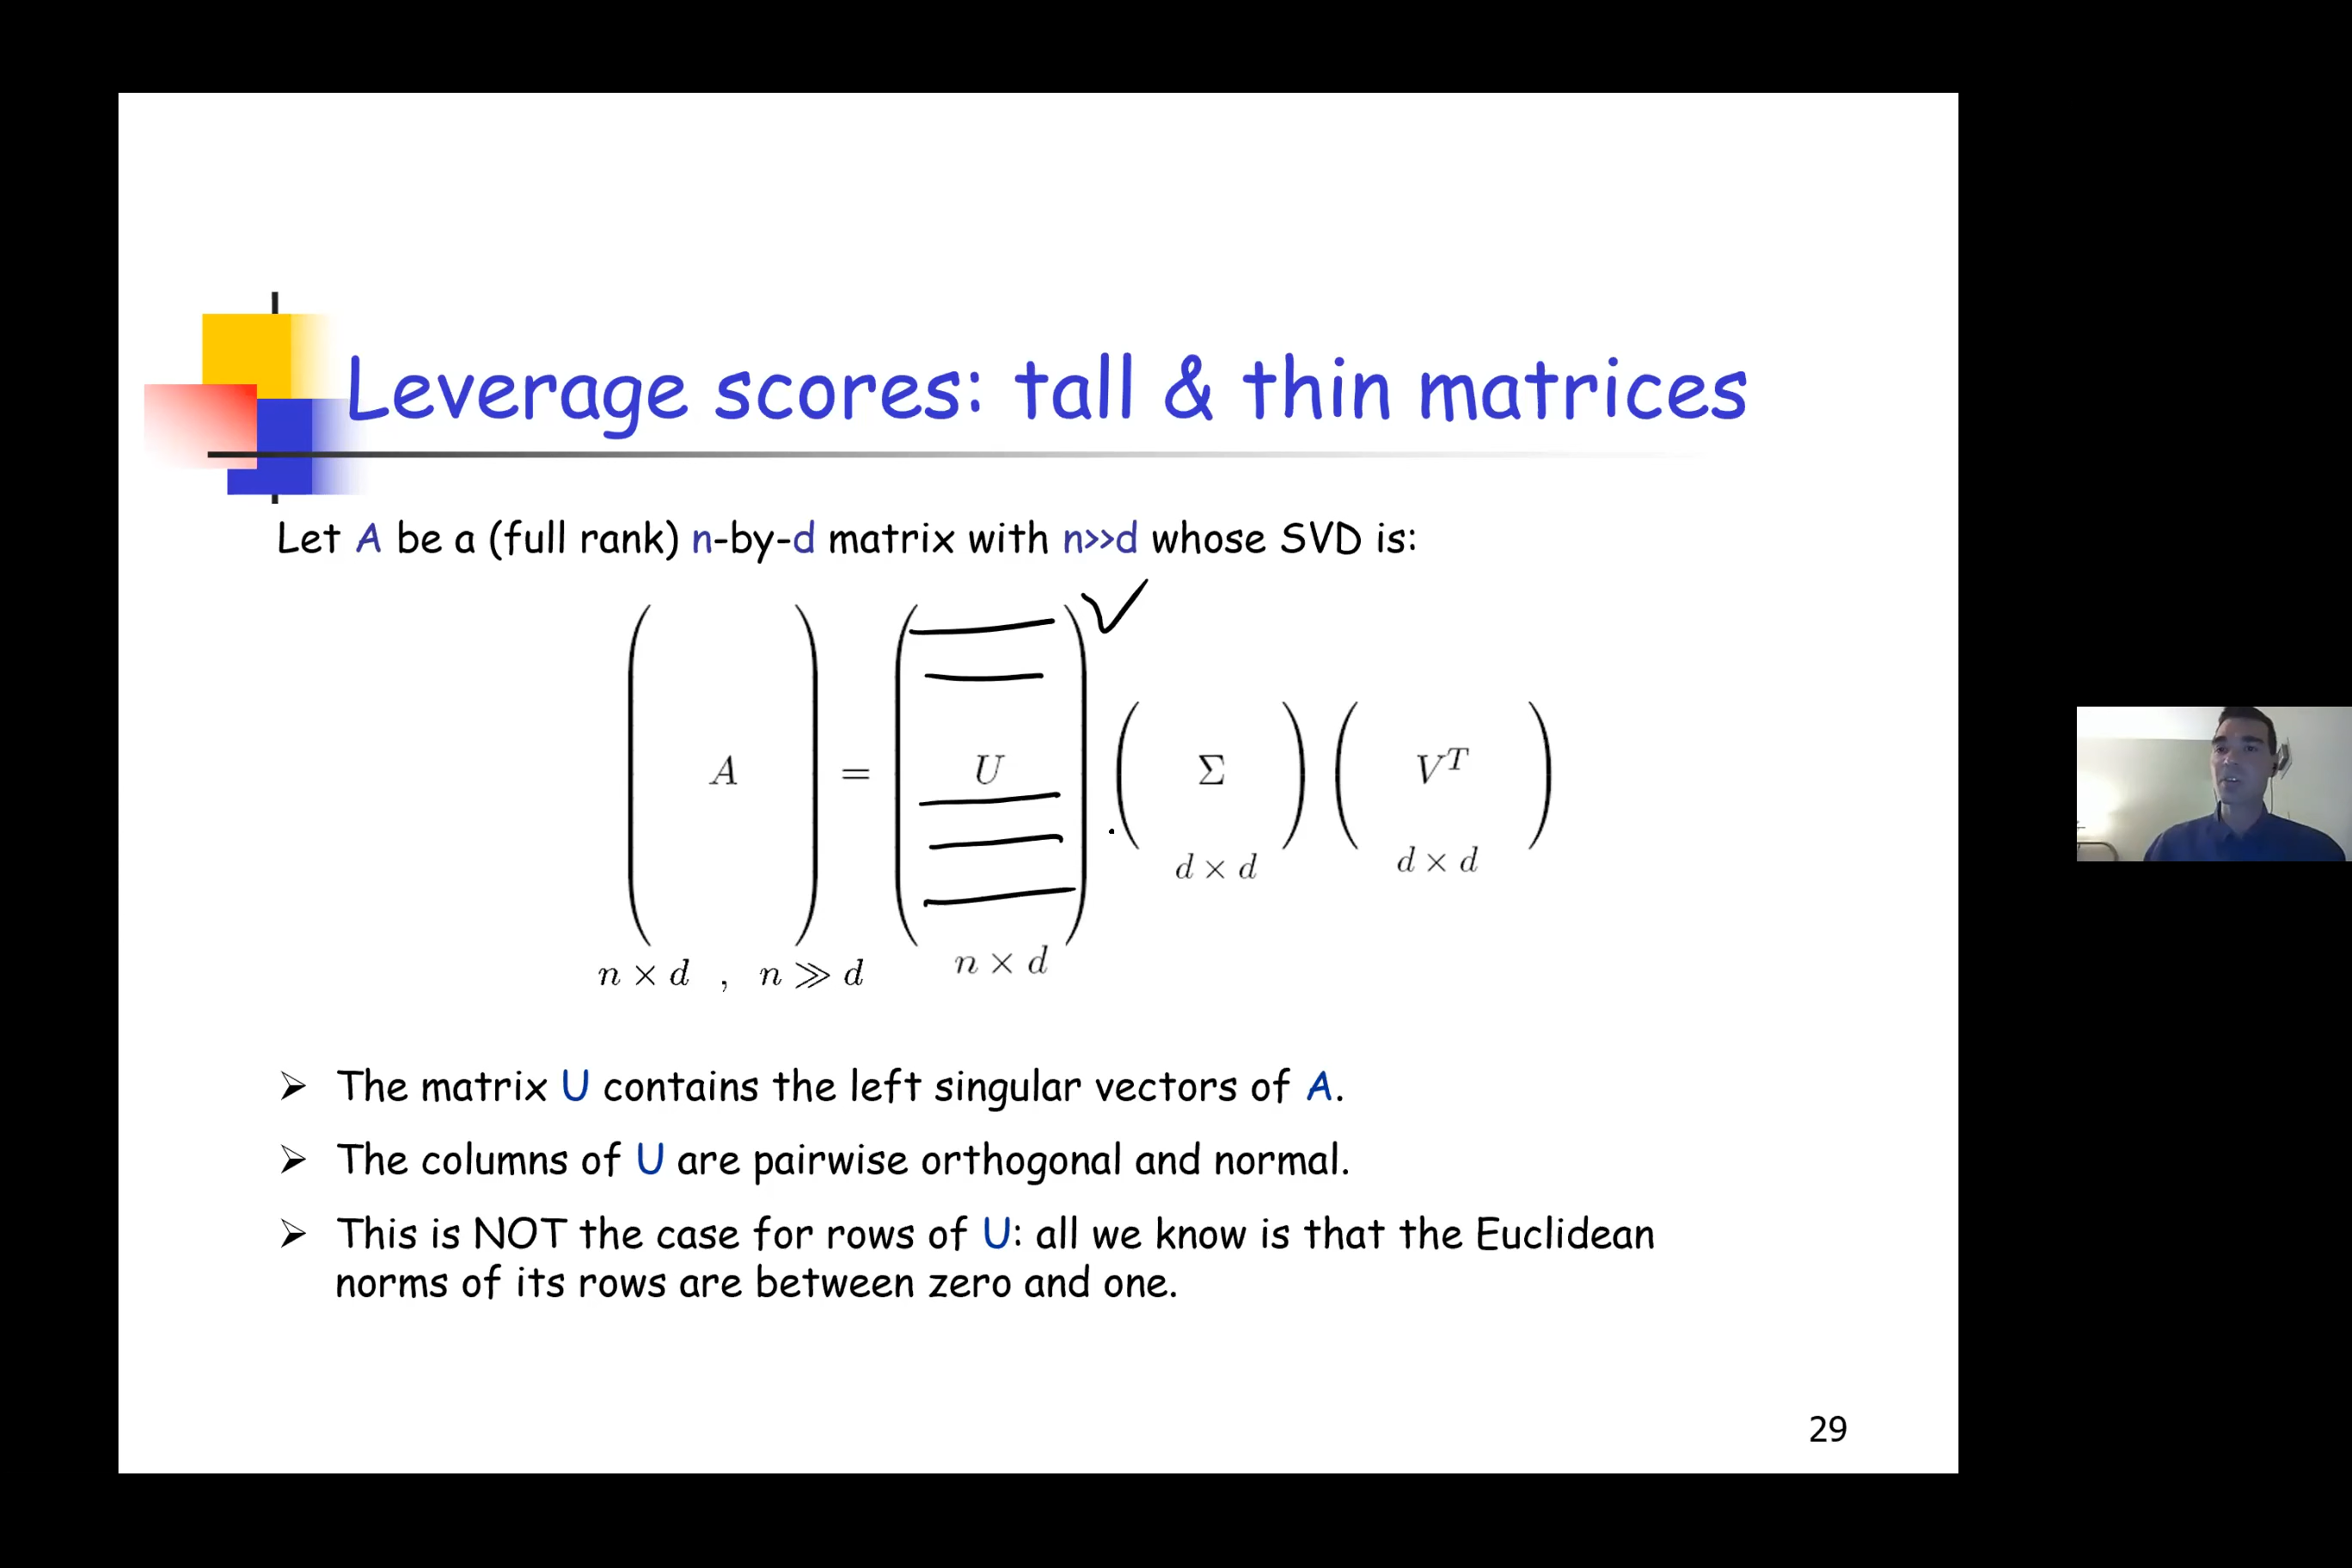 Leverage scores: tall & thin matrices
Let A be a (full rank) n-by-d matrix with n>>d whose SVD is:
A = U Σ V^T
d × d d × d
n × d , n ≫ d n × d
➢ The matrix U contains the left singular vectors of A.
➢ The columns of U are pairwise orthogonal and normal.
➢ This is NOT the case for rows of U: all we know is that the Euclidean
norms of its rows are between zero and one.
29